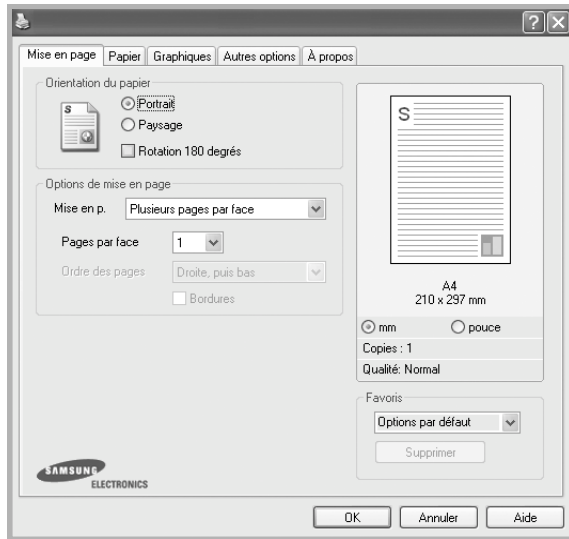 Mise en page Papier Graphiques Autres options À propos
Orientation du papier
S
Portrait
Paysage
Rotation 180 degrés
Options de mise en page
Mise en p. Plusieurs pages par face
Pages par face 1
Ordre des pages Droite, puis bas
Bordures
S
A4
210 x 297 mm
mm pouce
Copies : 1
Qualité: Normal
Favoris
Options par défaut
Supprimer
SAMSUNG
ELECTRONICS
OK Annuler Aide